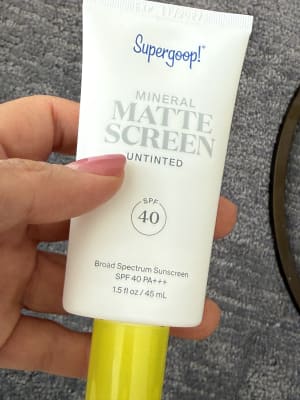 Supergoop!
MINERAL
MATTE
SCREEN
UNTINTED
SPF
40
Broad Spectrum Sunscreen
SPF 40 PA+++
1.5 fl oz / 45 mL